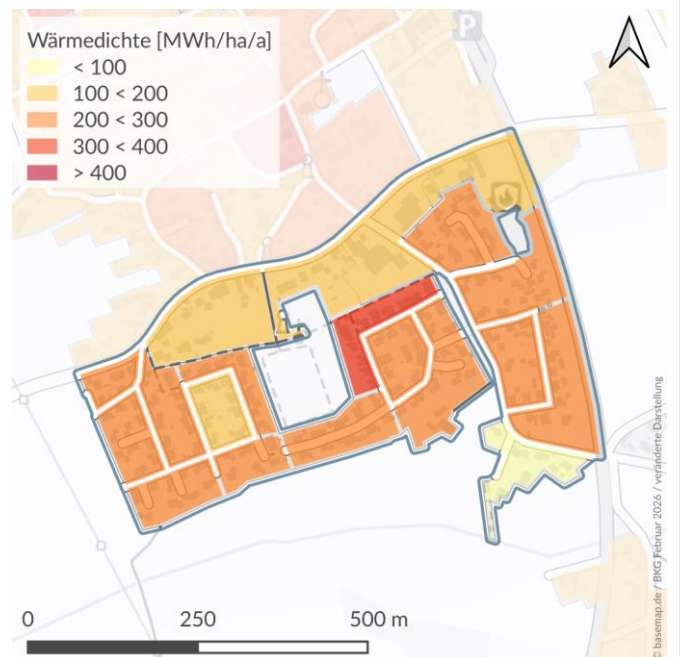 Wärmedichte [MWh/ha/a]
< 100
100 < 200
200 < 300
300 < 400
> 400
P
0 250 500 m
© basemap.de / BKG Februar 2026 / veränderte Darstellung